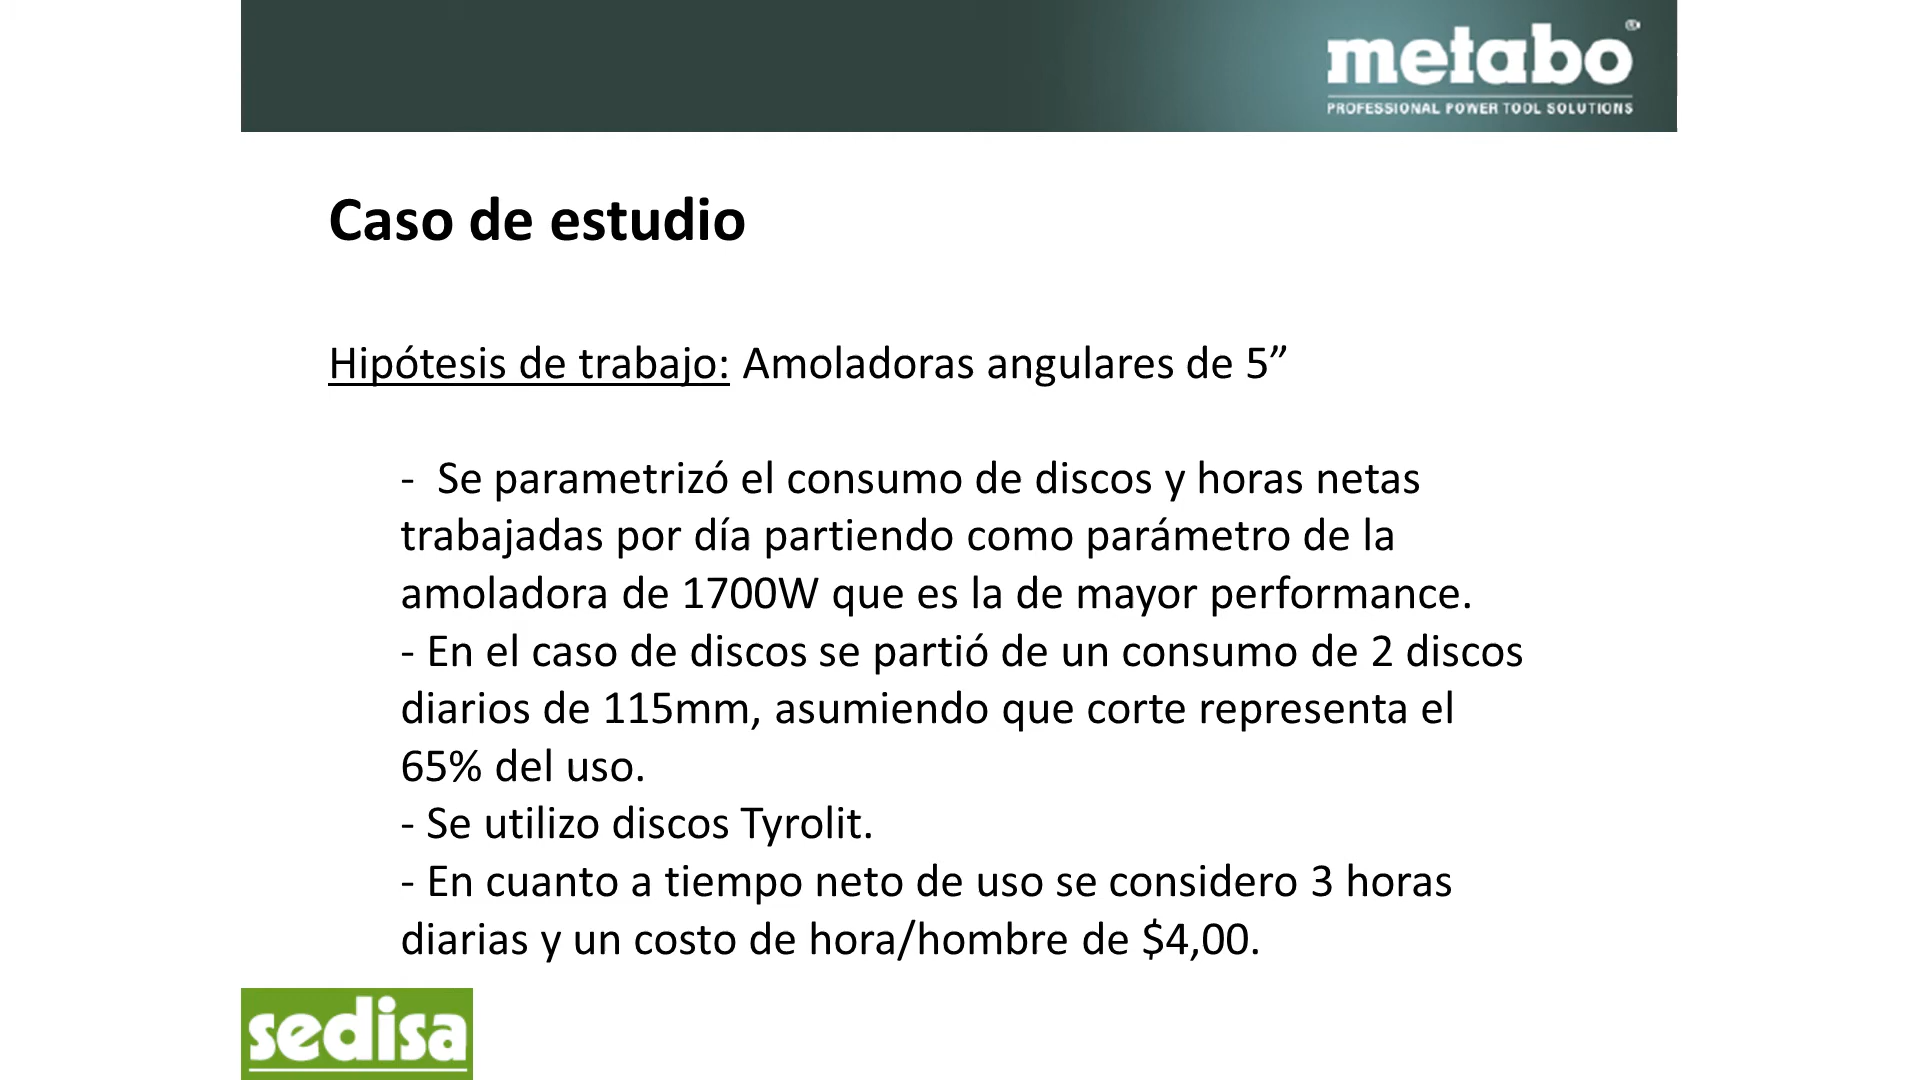 metabo®
PROFESSIONAL POWER TOOL SOLUTIONS
Caso de estudio
Hipótesis de trabajo: Amoladoras angulares de 5”
- Se parametrizó el consumo de discos y horas netas
trabajadas por día partiendo como parámetro de la
amoladora de 1700W que es la de mayor performance.
- En el caso de discos se partió de un consumo de 2 discos
diarios de 115mm, asumiendo que corte representa el
65% del uso.
- Se utilizo discos Tyrolit.
- En cuanto a tiempo neto de uso se considero 3 horas
diarias y un costo de hora/hombre de $4,00.
sedisa